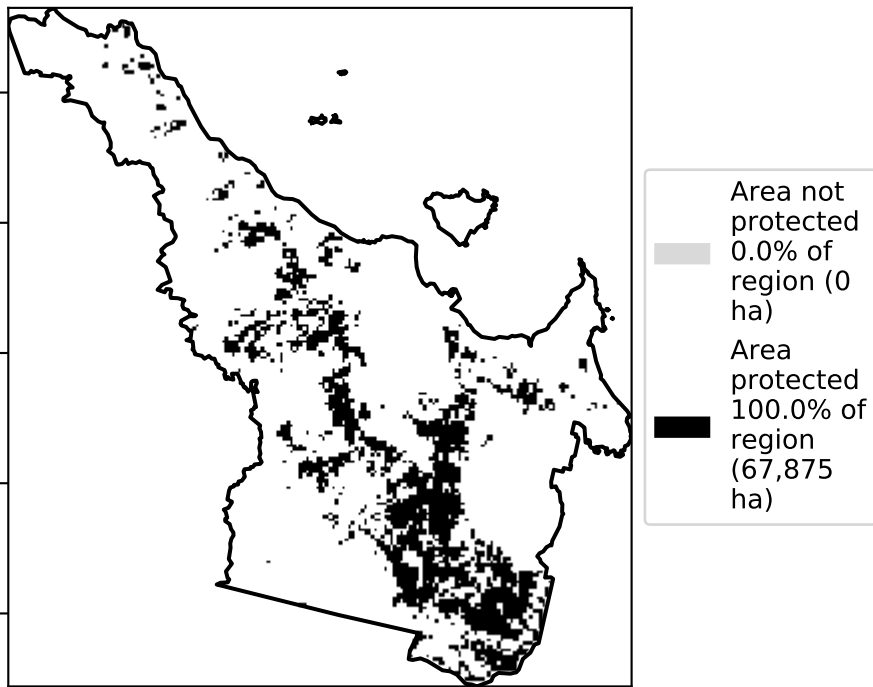 Area not
protected
0.0% of
region (0
ha)
Area
protected
100.0% of
region
(67,875
ha)